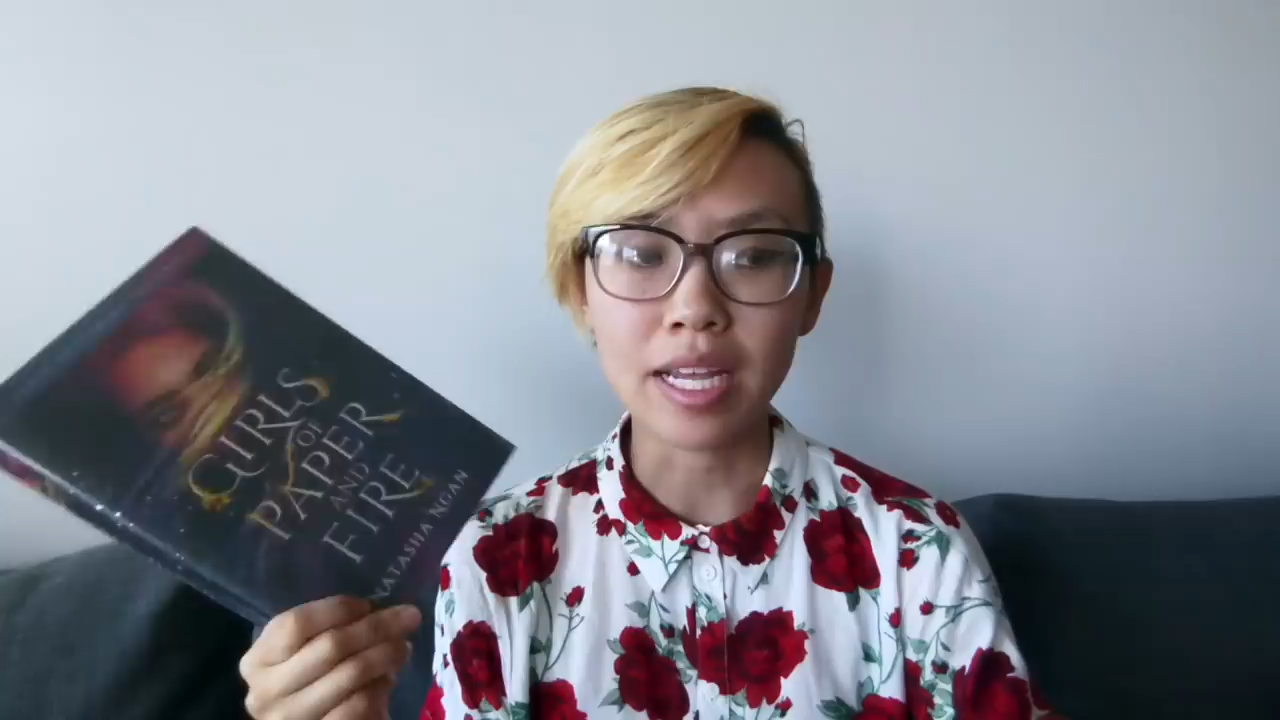 GIRLS
OF
PAPER
AND
FIRE
NATASHA NGAN